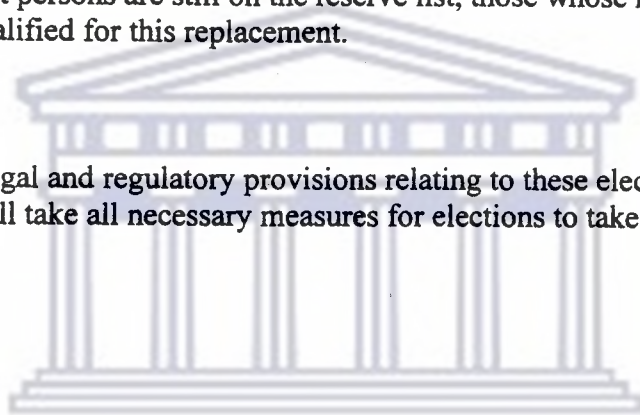 persons are still on the reserve list, those whose
alified for this replacement.
gal and regulatory provisions relating to these elec
ll take all necessary measures for elections to take